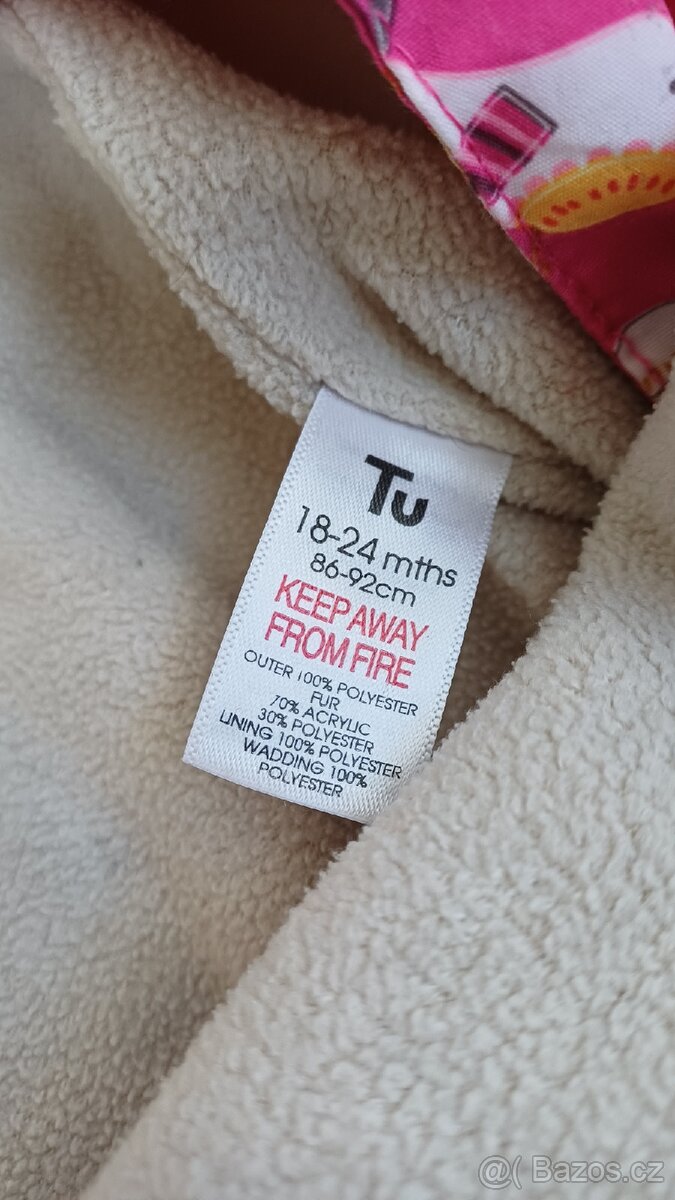 Tu
18-24 mths
86-92cm
KEEP AWAY
FROM FIRE
OUTER 100% POLYESTER
FUR
70% ACRYLIC
30% POLYESTER
LINING 100% POLYESTER
WADDING 100%
POLYESTER
@( Bazos.cz